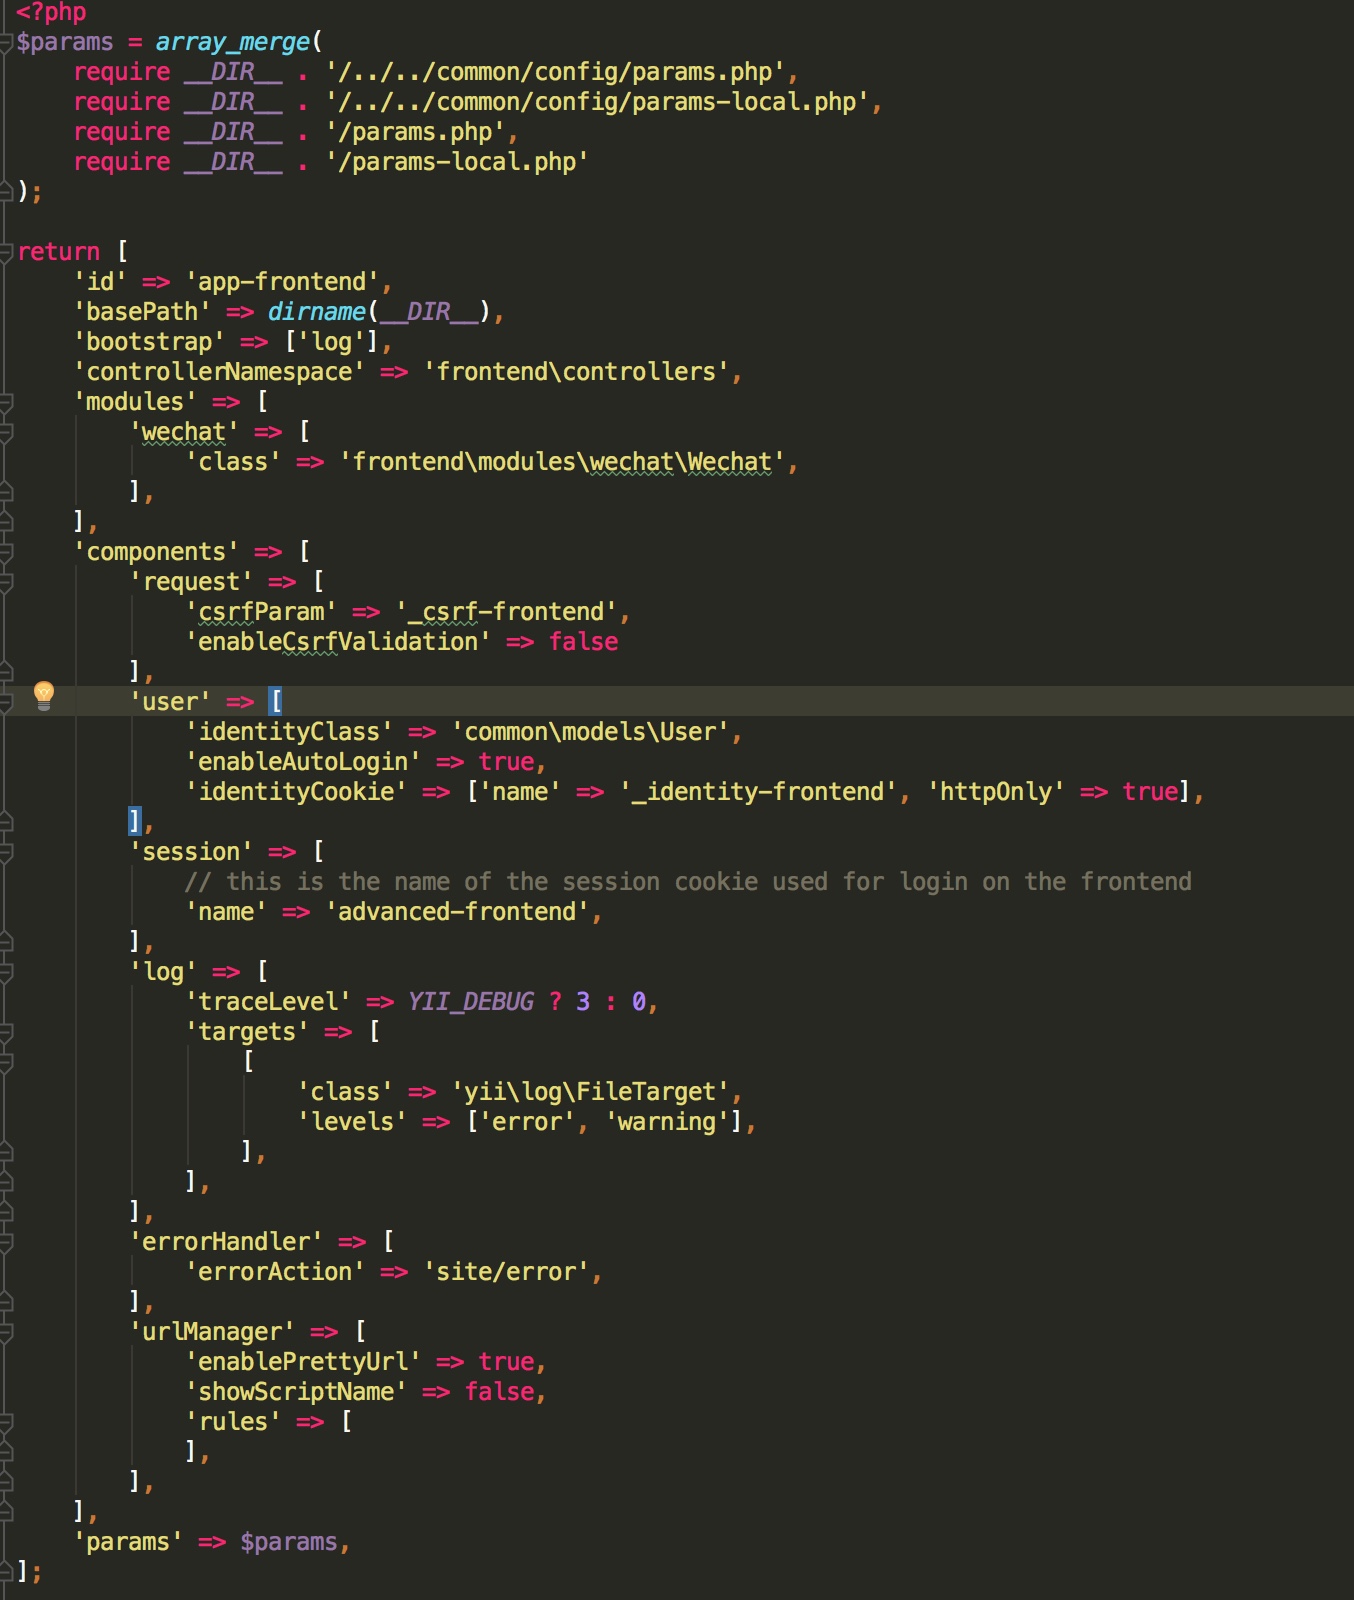 <?php
$params = array_merge(
    require __DIR__ . '/../../common/config/params.php',
    require __DIR__ . '/../../common/config/params-local.php',
    require __DIR__ . '/params.php',
    require __DIR__ . '/params-local.php'
);

return [
    'id' => 'app-frontend',
    'basePath' => dirname(__DIR__),
    'bootstrap' => ['log'],
    'controllerNamespace' => 'frontend\controllers',
    'modules' => [
        'wechat' => [
            'class' => 'frontend\modules\wechat\Wechat',
        ],
    ],
    'components' => [
        'request' => [
            'csrfParam' => '_csrf-frontend',
            'enableCsrfValidation' => false
        ],
        'user' => [
            'identityClass' => 'common\models\User',
            'enableAutoLogin' => true,
            'identityCookie' => ['name' => '_identity-frontend', 'httpOnly' => true],
        ],
        'session' => [
            // this is the name of the session cookie used for login on the frontend
            'name' => 'advanced-frontend',
        ],
        'log' => [
            'traceLevel' => YII_DEBUG ? 3 : 0,
            'targets' => [
                [
                    'class' => 'yii\log\FileTarget',
                    'levels' => ['error', 'warning'],
                ],
            ],
        ],
        'errorHandler' => [
            'errorAction' => 'site/error',
        ],
        'urlManager' => [
            'enablePrettyUrl' => true,
            'showScriptName' => false,
            'rules' => [
            ],
        ],
    ],
    'params' => $params,
];